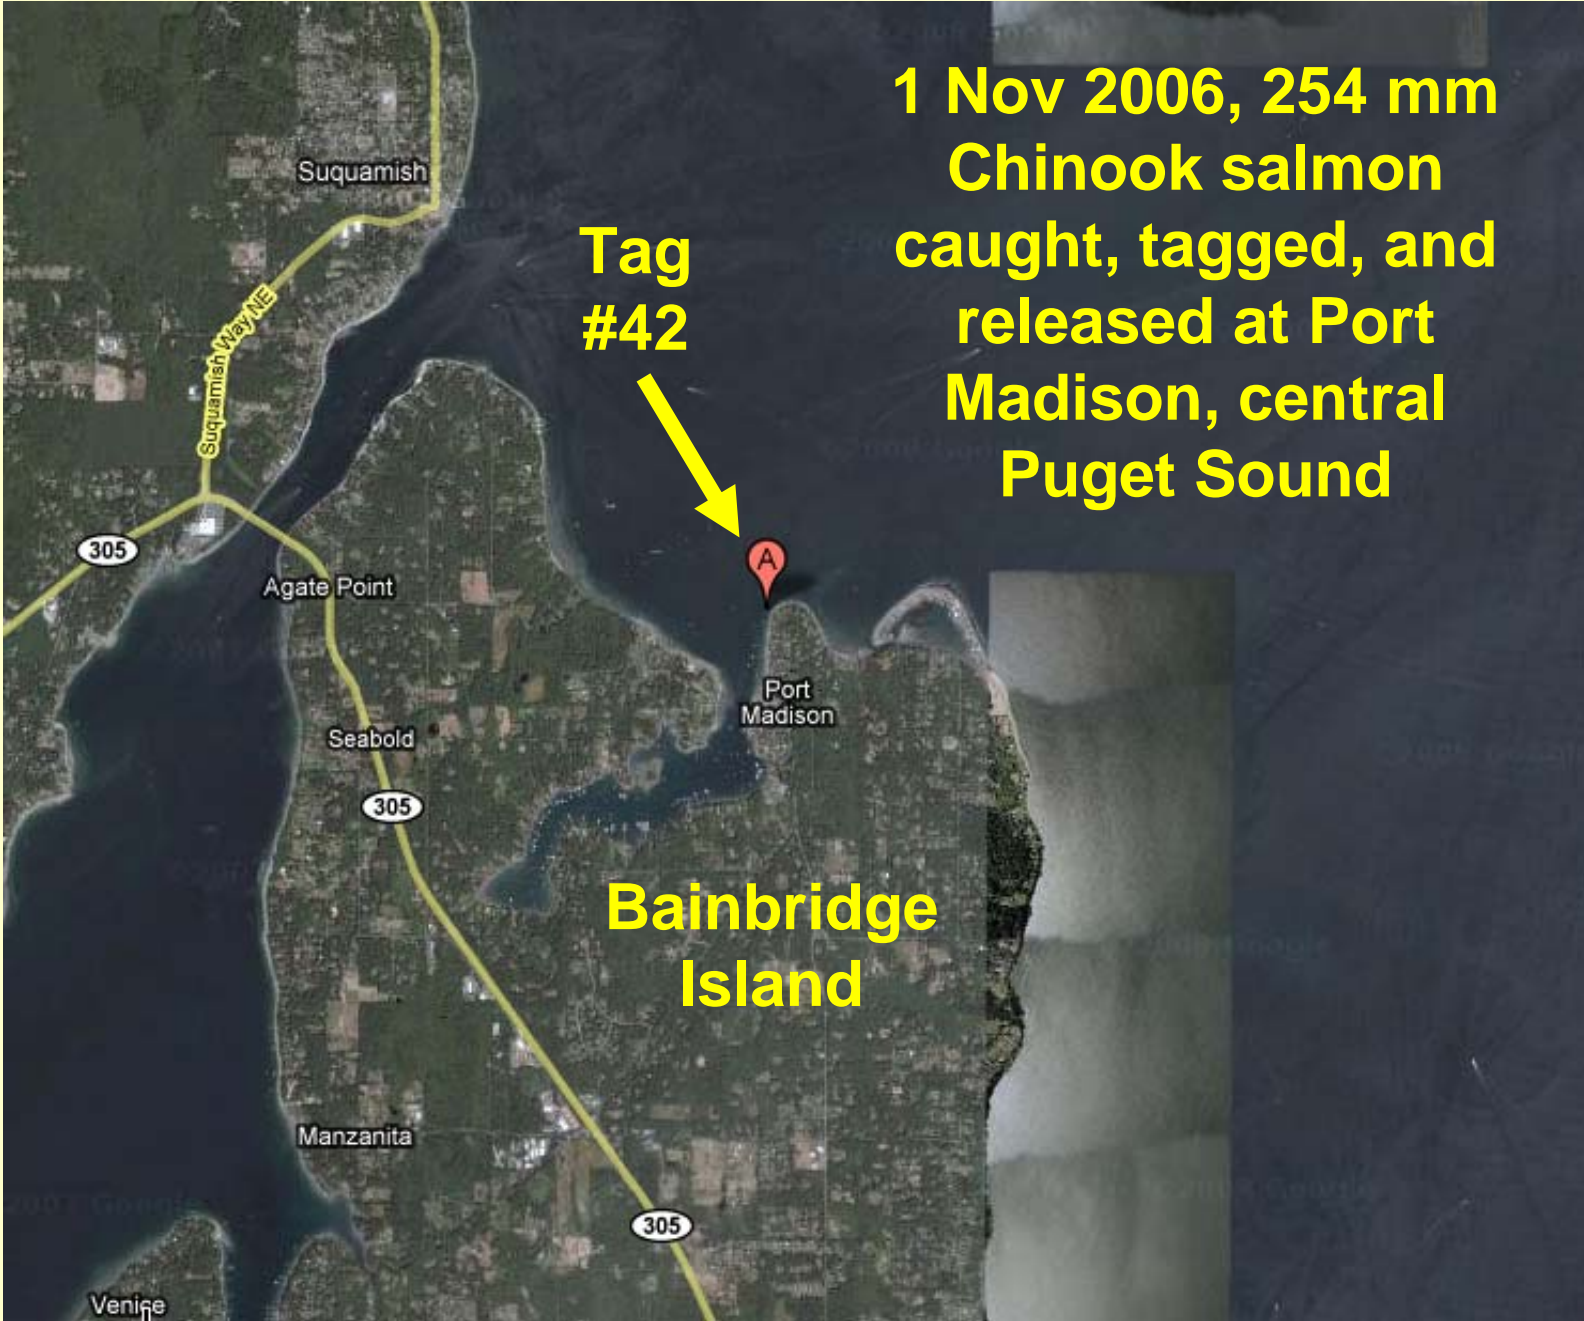 1 Nov 2006, 254 mm
Chinook salmon
caught, tagged, and
released at Port
Madison, central
Puget Sound
Tag
#42
Suquamish
Suquamish Way NE
305
Agate Point
A
Port
Madison
Seabold
305
Bainbridge
Island
Manzanita
305
Venice